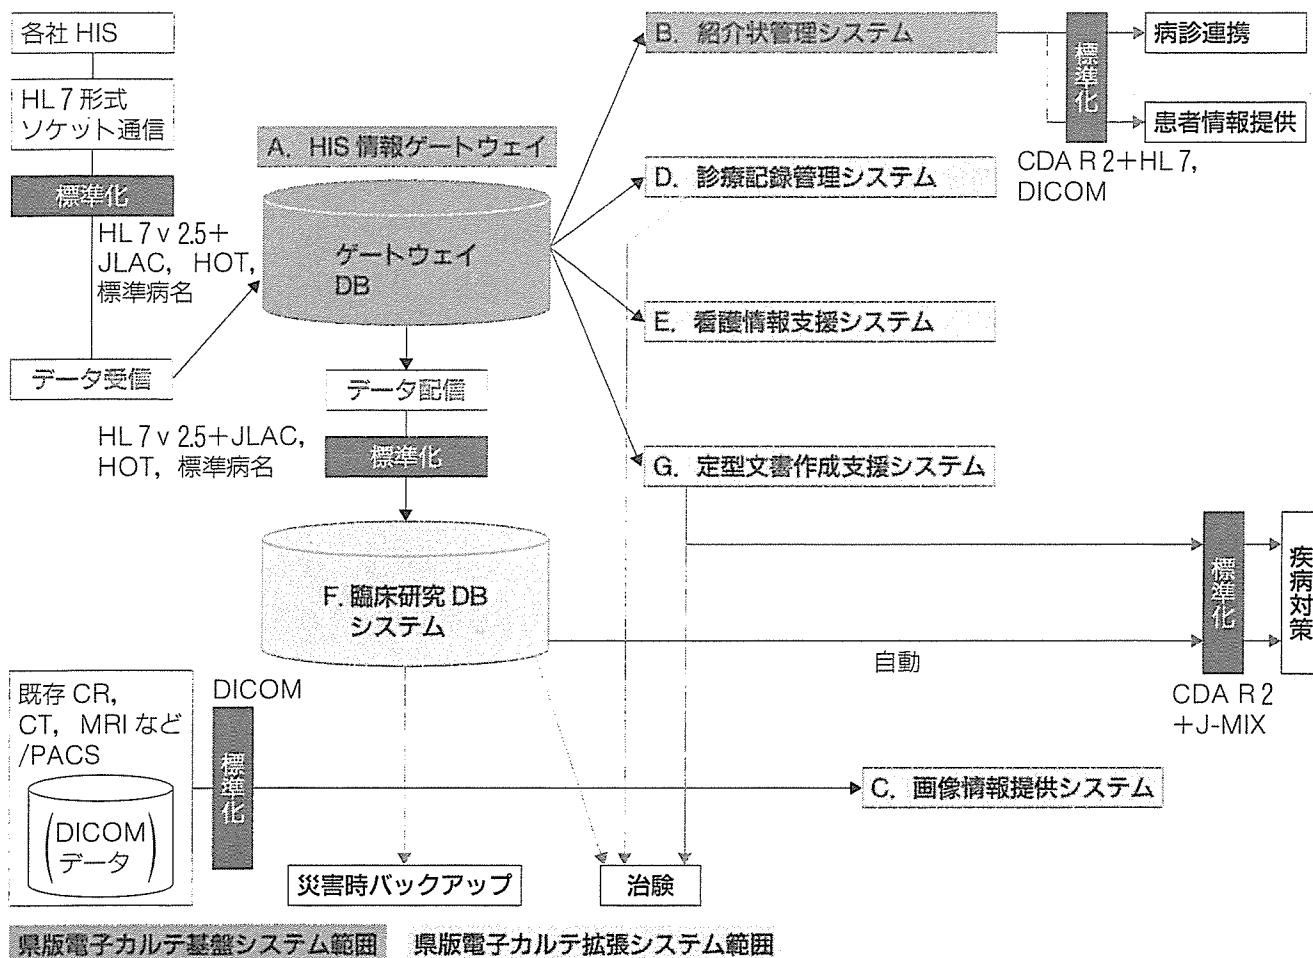 各社 HIS
HL 7 形式
ソケット通信
標準化
HL 7 v 2.5+
JLAC, HOT,
標準病名
データ受信
A. HIS 情報ゲートウェイ
ゲートウェイ
DB
データ配信
HL 7 v 2.5+JLAC,
HOT, 標準病名
標準化
F. 臨床研究 DB
システム
B. 紹介状管理システム
標準化
病診連携
患者情報提供
CDA R 2+HL 7,
DICOM
D. 診療記録管理システム
E. 看護情報支援システム
G. 定型文書作成支援システム
自動
標準化
疾病対策
CDA R 2
+J-MIX
既存 CR,
CT, MRI など
/PACS
(DICOM
データ)
DICOM
標準化
C. 画像情報提供システム
災害時バックアップ
治験
県版電子カルテ基盤システム範囲
県版電子カルテ拡張システム範囲